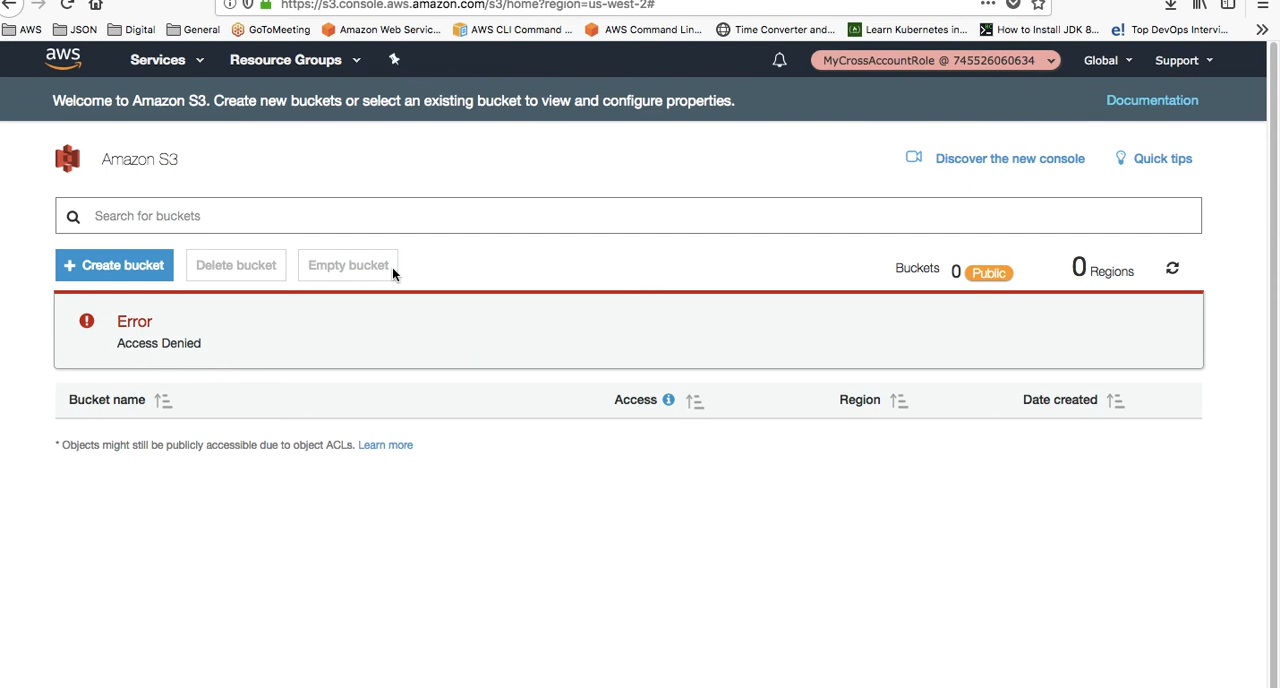 https://s3.console.aws.amazon.com/s3/home?region=us-west-2#
AWS JSON Digital General GoToMeeting Amazon Web Servic... AWS CLI Command ... AWS Command Lin... Time Converter and... Learn Kubernetes in... How to Install JDK 8... Top DevOps Intervi...
aws Services Resource Groups MyCrossAccountRole @ 745526060634 Global Support
Welcome to Amazon S3. Create new buckets or select an existing bucket to view and configure properties. Documentation
Amazon S3 Discover the new console Quick tips
Search for buckets
+ Create bucket Delete bucket Empty bucket Buckets 0 Public 0 Regions
Error
Access Denied
Bucket name Access Region Date created
* Objects might still be publicly accessible due to object ACLs. Learn more